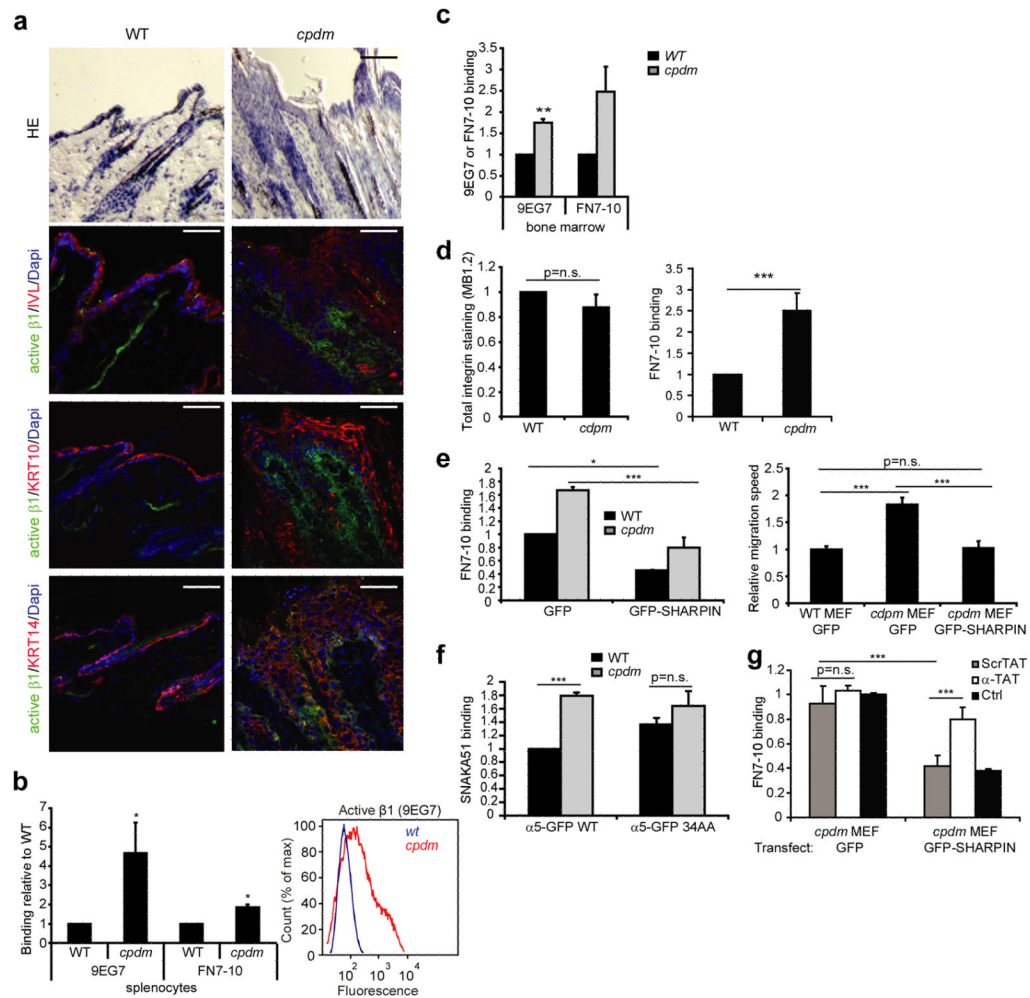 a
WT
cpdm
HE
active β1/IVL/Dapi
active β1/KRT10/Dapi
active β1/KRT14/Dapi
b
Binding relative to WT
7
6
5
4
3
2
1
0
*
*
WT
cpdm
WT
cpdm
9EG7
FN7-10
splenocytes
Active β1 (9EG7)
wt
cpdm
Count (% of max)
100
80
60
40
20
0
10²
10³
10⁴
Fluorescence
c
9EG7 or FN7-10 binding
3.5
3
2.5
2
1.5
1
0.5
0
**
WT
cpdm
9EG7
FN7-10
bone marrow
d
Total integrin staining (MB1.2)
1.2
1
0.8
0.6
0.4
0.2
0
p=n.s.
WT
cdpm
FN7-10 binding
3.5
3
2.5
2
1.5
1
0.5
0
***
WT
cpdm
e
FN7-10 binding
1.8
1.6
1.4
1.2
1
0.8
0.6
0.4
0.2
0
*
***
WT
cpdm
GFP
GFP-SHARPIN
Relative migration speed
2.5
2
1.5
1
0.5
0
p=n.s.
***
***
WT MEF
GFP
cdpm MEF
GFP
cpdm MEF
GFP-SHARPIN
f
SNAKA51 binding
1.8
1.6
1.4
1.2
1
1.8
1.6
1.4
1.2
0
***
p=n.s.
WT
cpdm
α5-GFP WT
α5-GFP 34AA
g
FN7-10 binding
1.2
1
0.8
0.6
0.4
0.2
0
***
p=n.s.
***
ScrTAT
α-TAT
Ctrl
Transfect:
cpdm MEF
GFP
cpdm MEF
GFP-SHARPIN